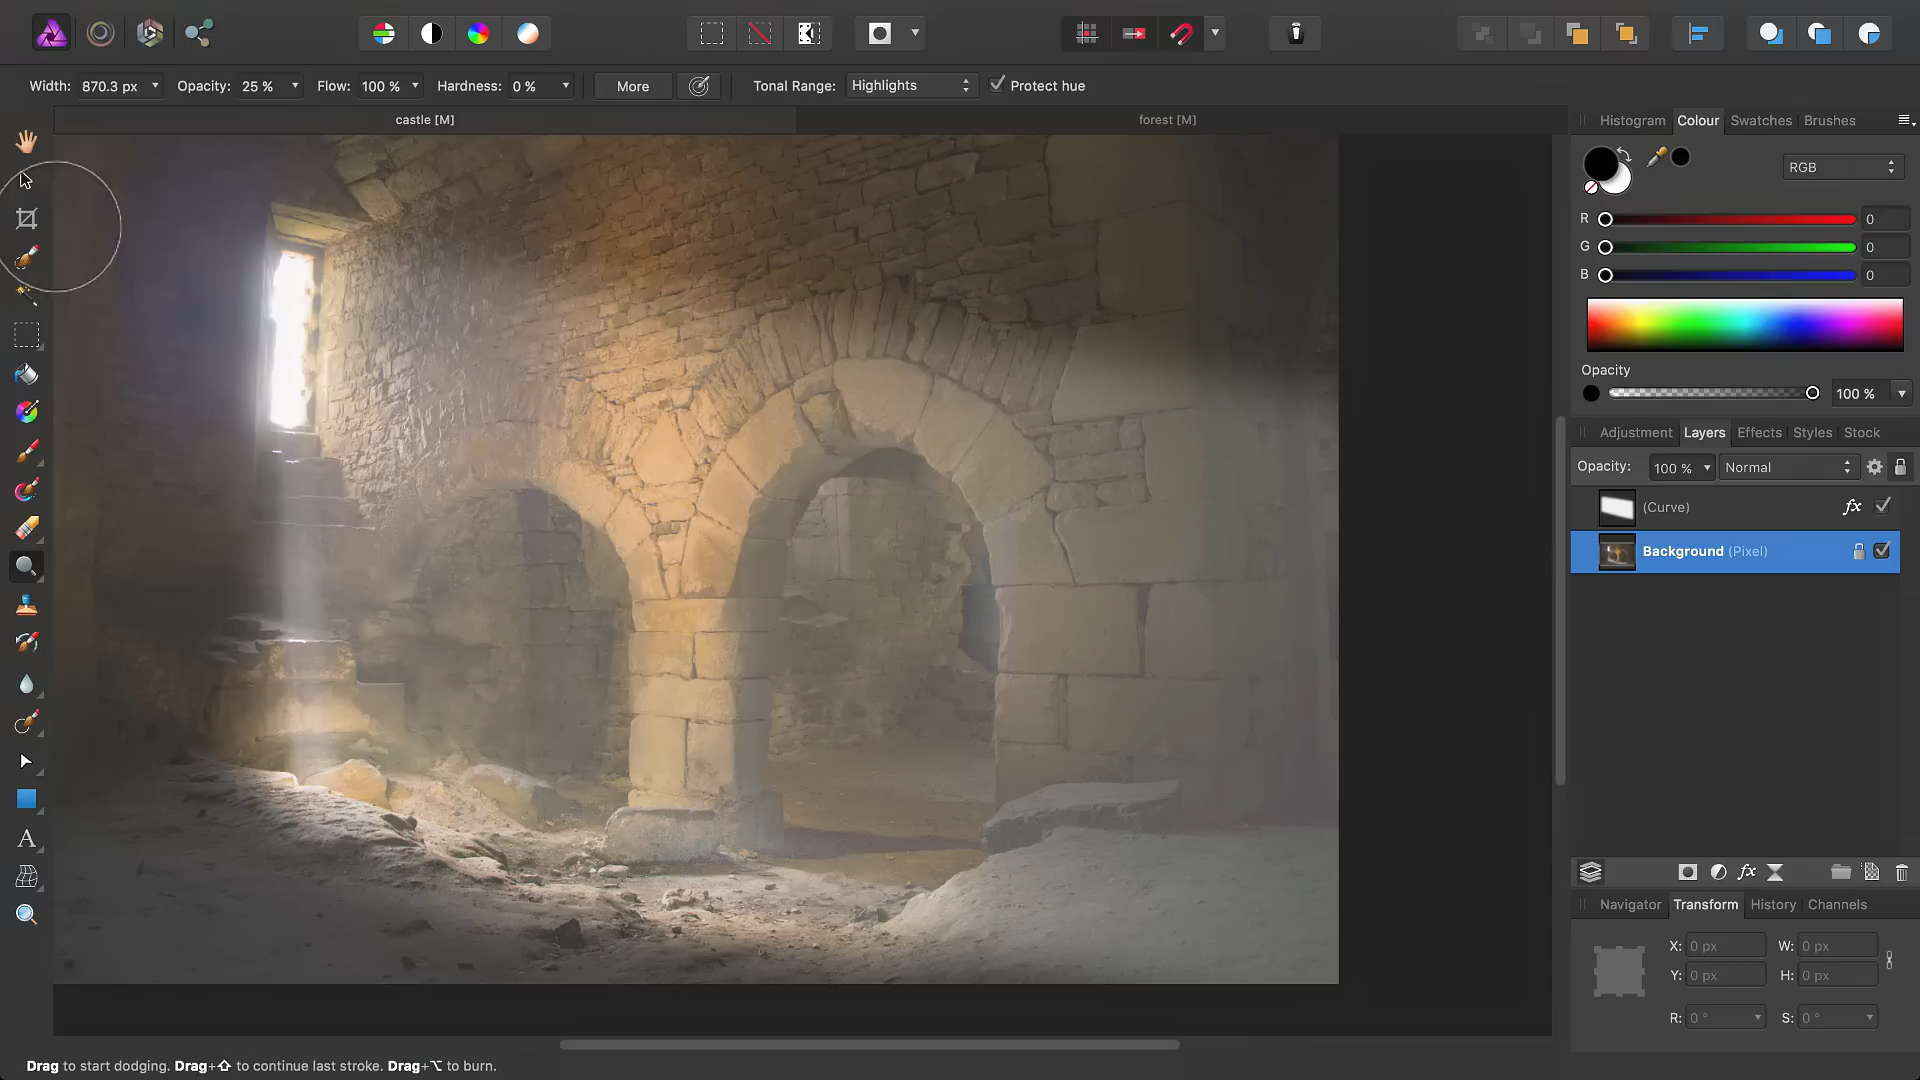 Width: 870.3 px Opacity: 25 % Flow: 100 % Hardness: 0 % More Tonal Range: Highlights Protect hue
castle [M] forest [M]
Histogram Colour Swatches Brushes
RGB
R 0
G 0
B 0
Opacity
100 %
Adjustment Layers Effects Styles Stock
Opacity: 100 % Normal
(Curve) fx
Background (Pixel)
fx
Navigator Transform History Channels
X: 0 px W: 0 px
Y: 0 px H: 0 px
R: 0 ° S: 0 °
A
Drag to start dodging. Drag+⇧ to continue last stroke. Drag+⌥ to burn.